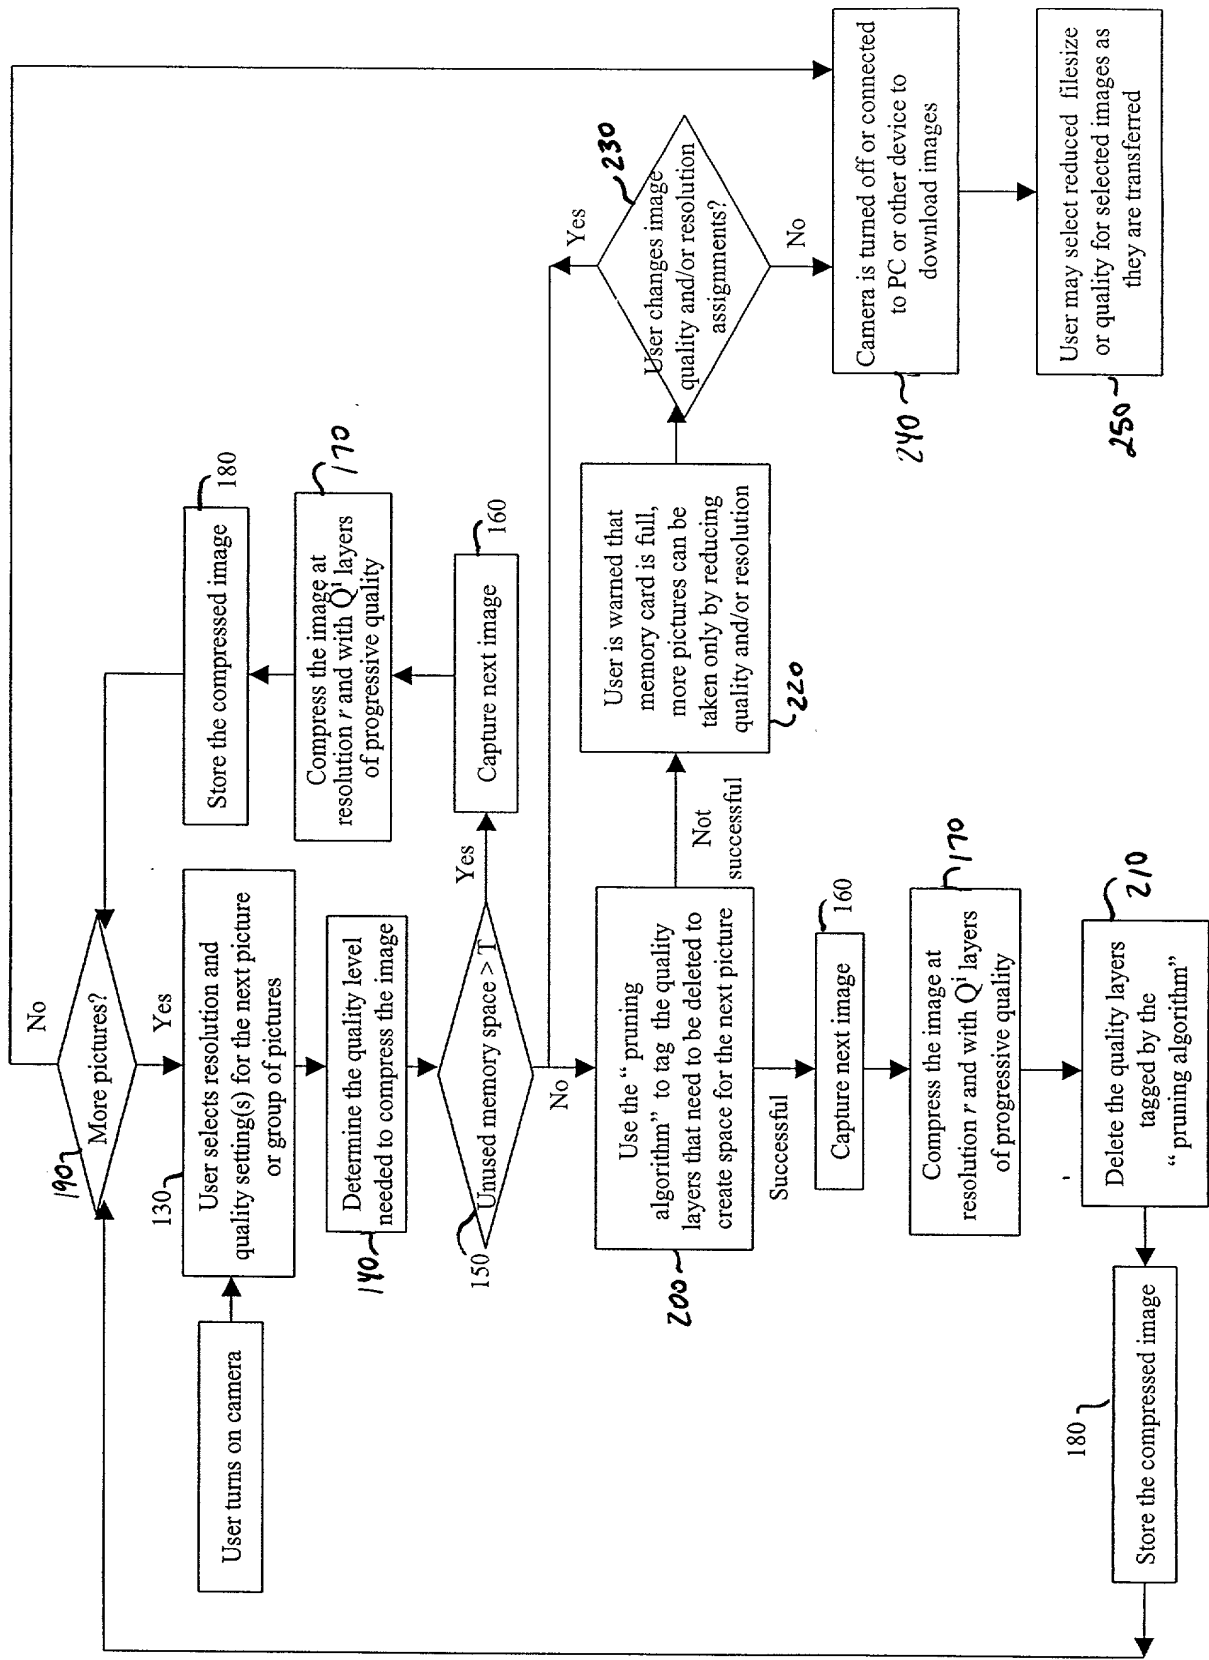 190
More pictures?
No
Yes
User turns on camera
130
User selects resolution and
quality setting(s) for the next picture
or group of pictures
140
Determine the quality level
needed to compress the image
150
Unused memory space > T
Yes
No
160
Capture next image
170
Compress the image at
resolution r and with Qⁱ layers
of progressive quality
180
Store the compressed image
200
Use the “ pruning
algorithm” to tag the quality
layers that need to be deleted to
create space for the next picture
Not
successful
Successful
220
User is warned that
memory card is full,
more pictures can be
taken only by reducing
quality and/or resolution
230
User changes image
quality and/or resolution
assignments?
Yes
No
240
Camera is turned off or connected
to PC or other device to
download images
250
User may select reduced filesize
or quality for selected images as
they are transferred
160
Capture next image
170
Compress the image at
resolution r and with Qⁱ layers
of progressive quality
210
Delete the quality layers
tagged by the
“ pruning algorithm”
180
Store the compressed image